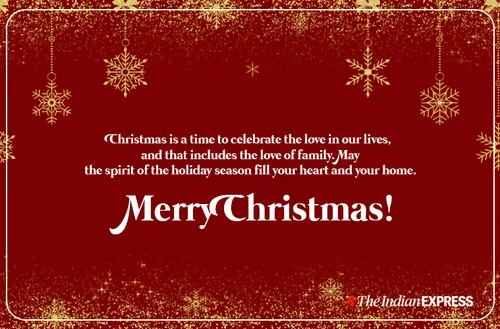 Christmas is a time to celebrate the love in our lives,
and that includes the love of family. May
the spirit of the holiday season fill your heart and your home.
Merry Christmas!
The Indian EXPRESS